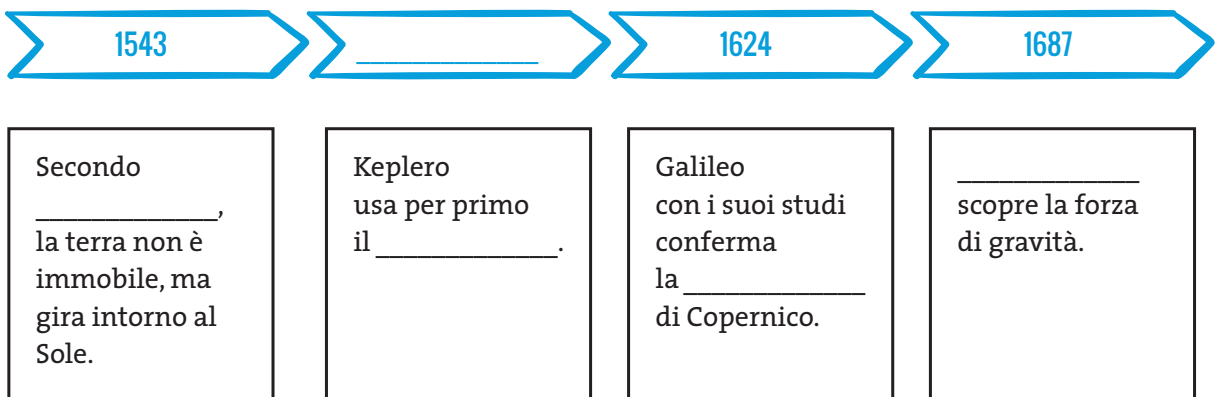 1543
_____________
1624
1687
Secondo
_____________,
la terra non è
immobile, ma
gira intorno al
Sole.
Keplero
usa per primo
il _____________.
Galileo
con i suoi studi
conferma
la _____________
di Copernico.
_____________
scopre la forza
di gravità.